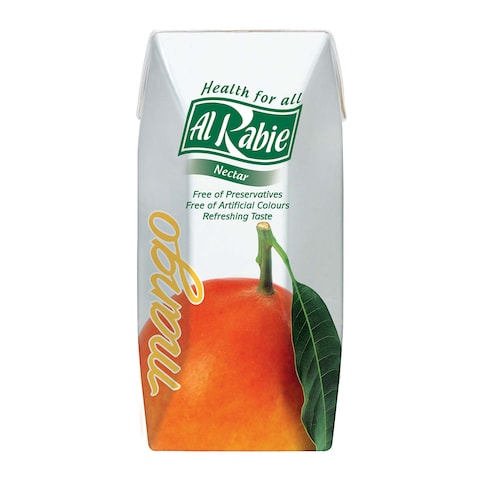 Health for all
Al Rabie
Nectar
Free of Preservatives
Free of Artificial Colours
Refreshing Taste
mango